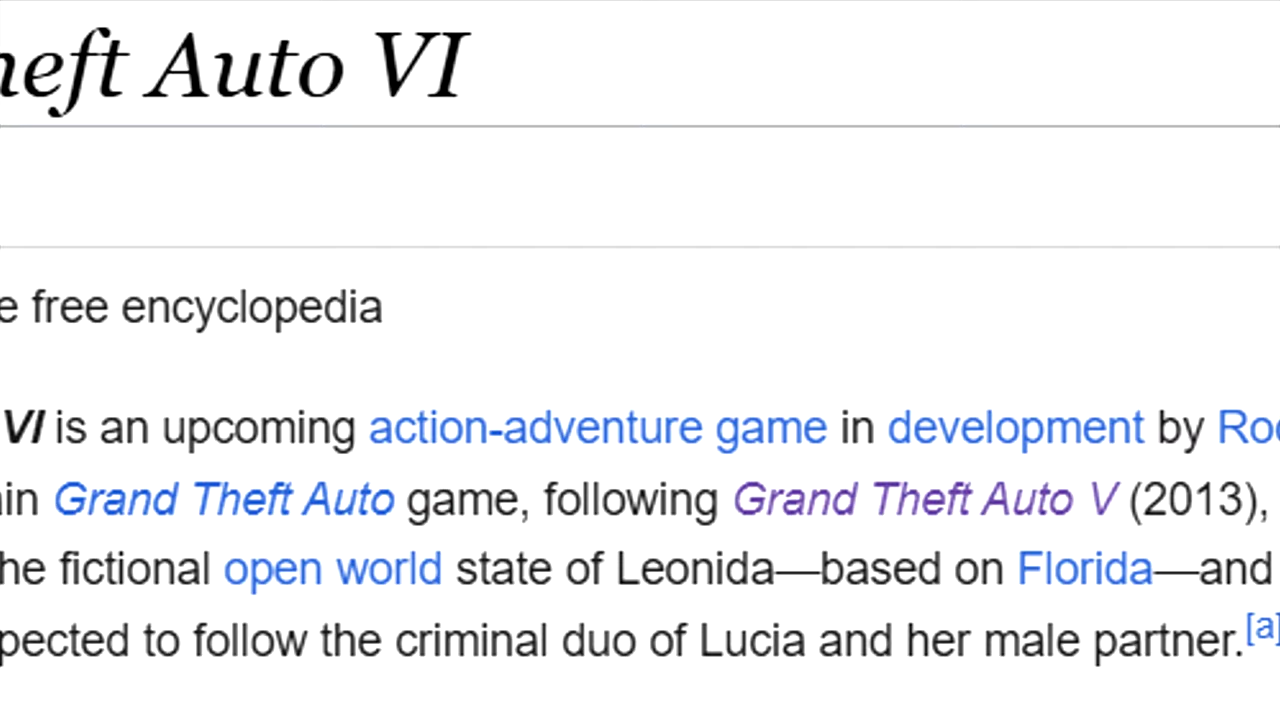 heft Auto VI
e free encyclopedia
VI is an upcoming action-adventure game in development by Roc
in Grand Theft Auto game, following Grand Theft Auto V (2013),
he fictional open world state of Leonida—based on Florida—and
pected to follow the criminal duo of Lucia and her male partner.[a]